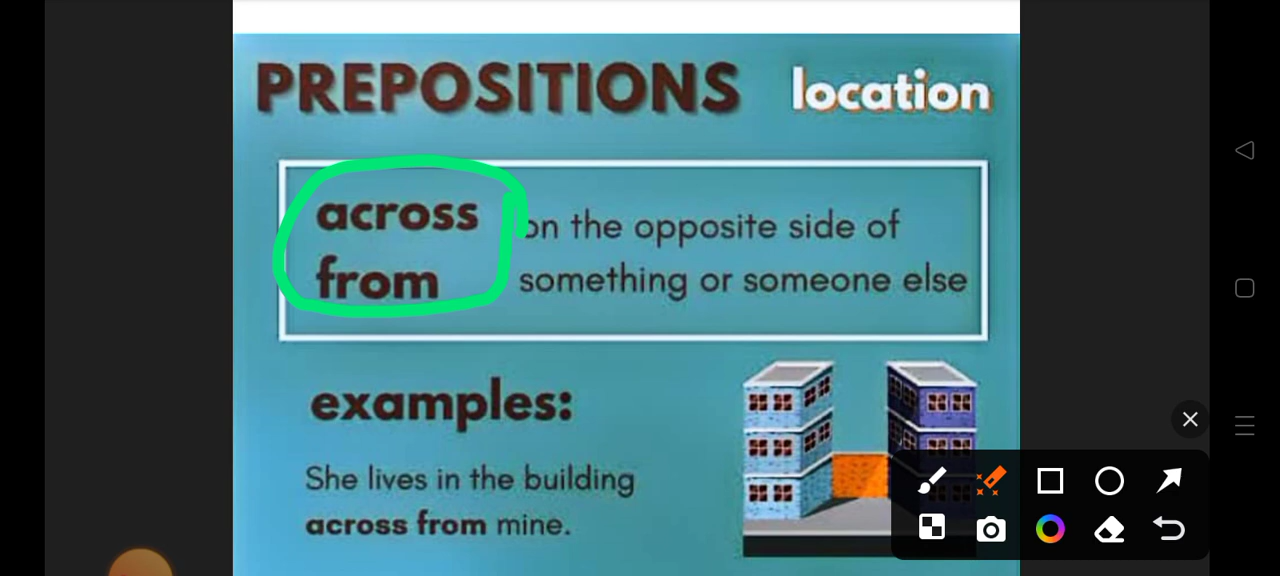 PREPOSITIONS location
across
from
on the opposite side of
something or someone else
examples:
She lives in the building
across from mine.